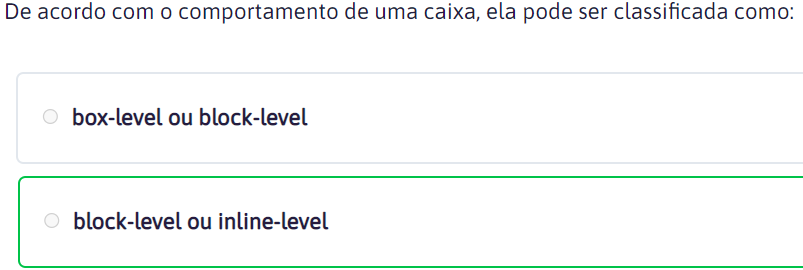 De acordo com o comportamento de uma caixa, ela pode ser classificada como:
box-level ou block-level
block-level ou inline-level